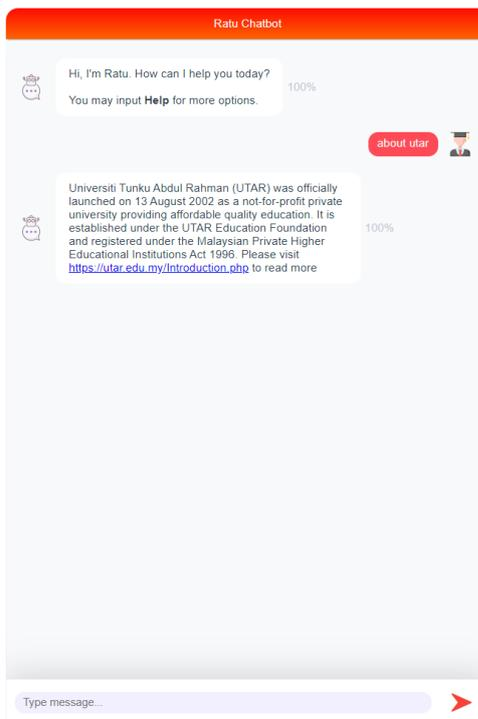 Ratu Chatbot
Hi, I'm Ratu. How can I help you today?
You may input Help for more options.
100%
about utar
Universiti Tunku Abdul Rahman (UTAR) was officially
launched on 13 August 2002 as a not-for-profit private
university providing affordable quality education. It is
established under the UTAR Education Foundation
and registered under the Malaysian Private Higher
Educational Institutions Act 1996. Please visit
https://utar.edu.my/Introduction.php to read more
100%
Type message...